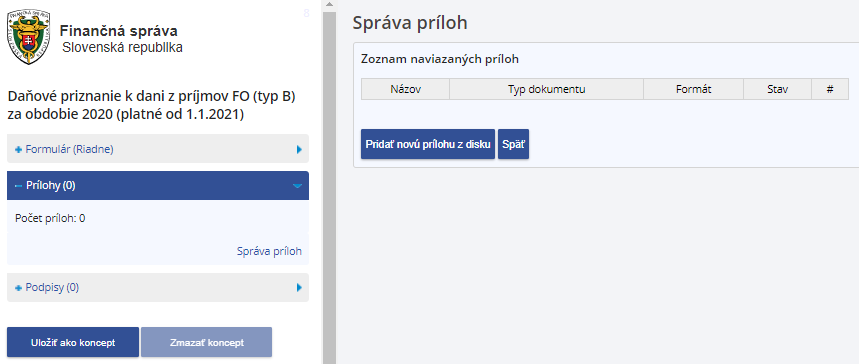 Finančná správa
Slovenská republika
Daňové priznanie k dani z príjmov FO (typ B)
za obdobie 2020 (platné od 1.1.2021)
Formulár (Riadne)
Prílohy (0)
Počet príloh: 0
Správa príloh
Podpisy (0)
Uložiť ako koncept
Zmazať koncept
Správa príloh
Zoznam naviazaných príloh
Názov Typ dokumentu Formát Stav #
Pridať novú prílohu z disku Späť